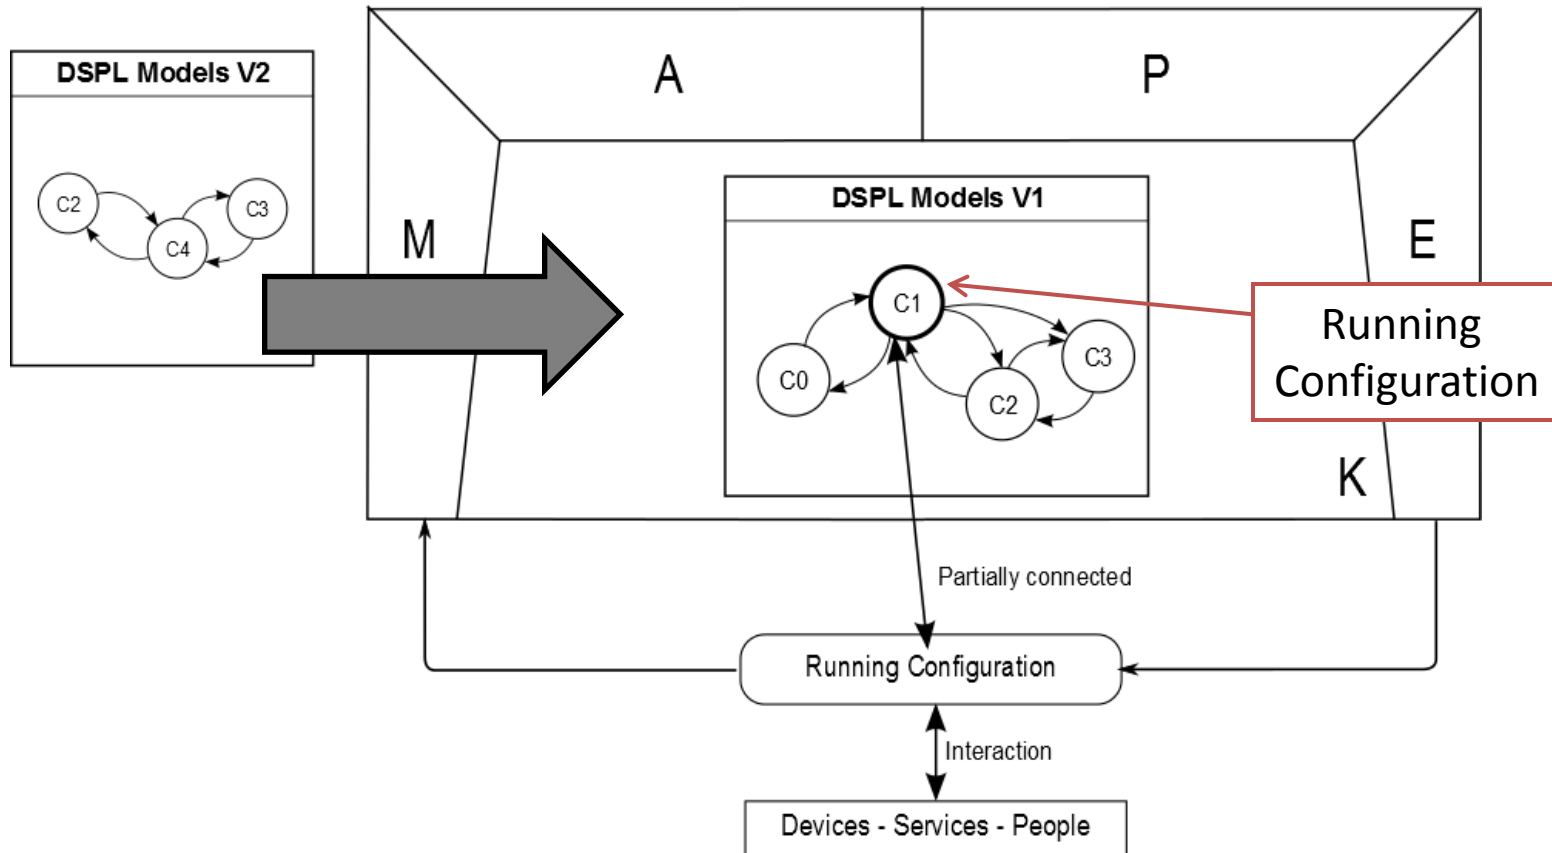 DSPL Models V2
C2
C3
C4
A
P
M
E
K
DSPL Models V1
C1
C0
C2
C3
Running
Configuration
Partially connected
Running Configuration
Interaction
Devices - Services - People